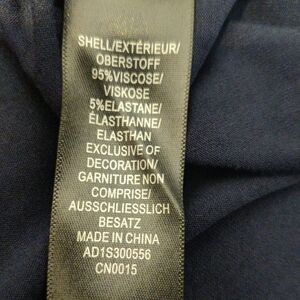 SHELL/EXTÉRIEUR/
OBERSTOFF
95%VISCOSE/
VISKOSE
5%ELASTANE/
ÉLASTHANNE/
ELASTHAN
EXCLUSIVE OF
DECORATION/
GARNITURE NON
COMPRISE/
AUSSCHLIESSLICH
BESATZ
MADE IN CHINA
AD1S300556
CN0015